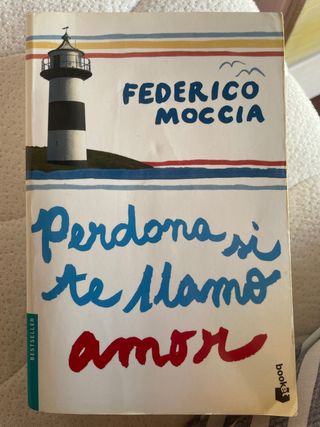 FEDERICO
MOCCIA
Perdona si
te llamo
amor
BESTSELLER
booket